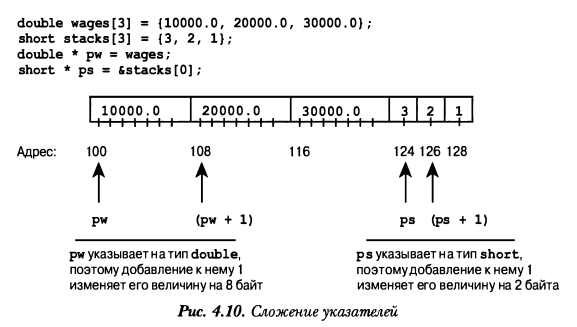 double wages[3] = {10000.0, 20000.0, 30000.0};
short stacks[3] = {3, 2, 1};
double * pw = wages;
short * ps = &stacks[0];
10000.0 20000.0 30000.0 3 2 1
Адрес: 100 108 116 124 126 128
pw (pw + 1) ps (ps + 1)
pw указывает на тип double,
поэтому добавление к нему 1
изменяет его величину на 8 байт
ps указывает на тип short,
поэтому добавление к нему 1
изменяет его величину на 2 байта
Рис. 4.10. Сложение указателей